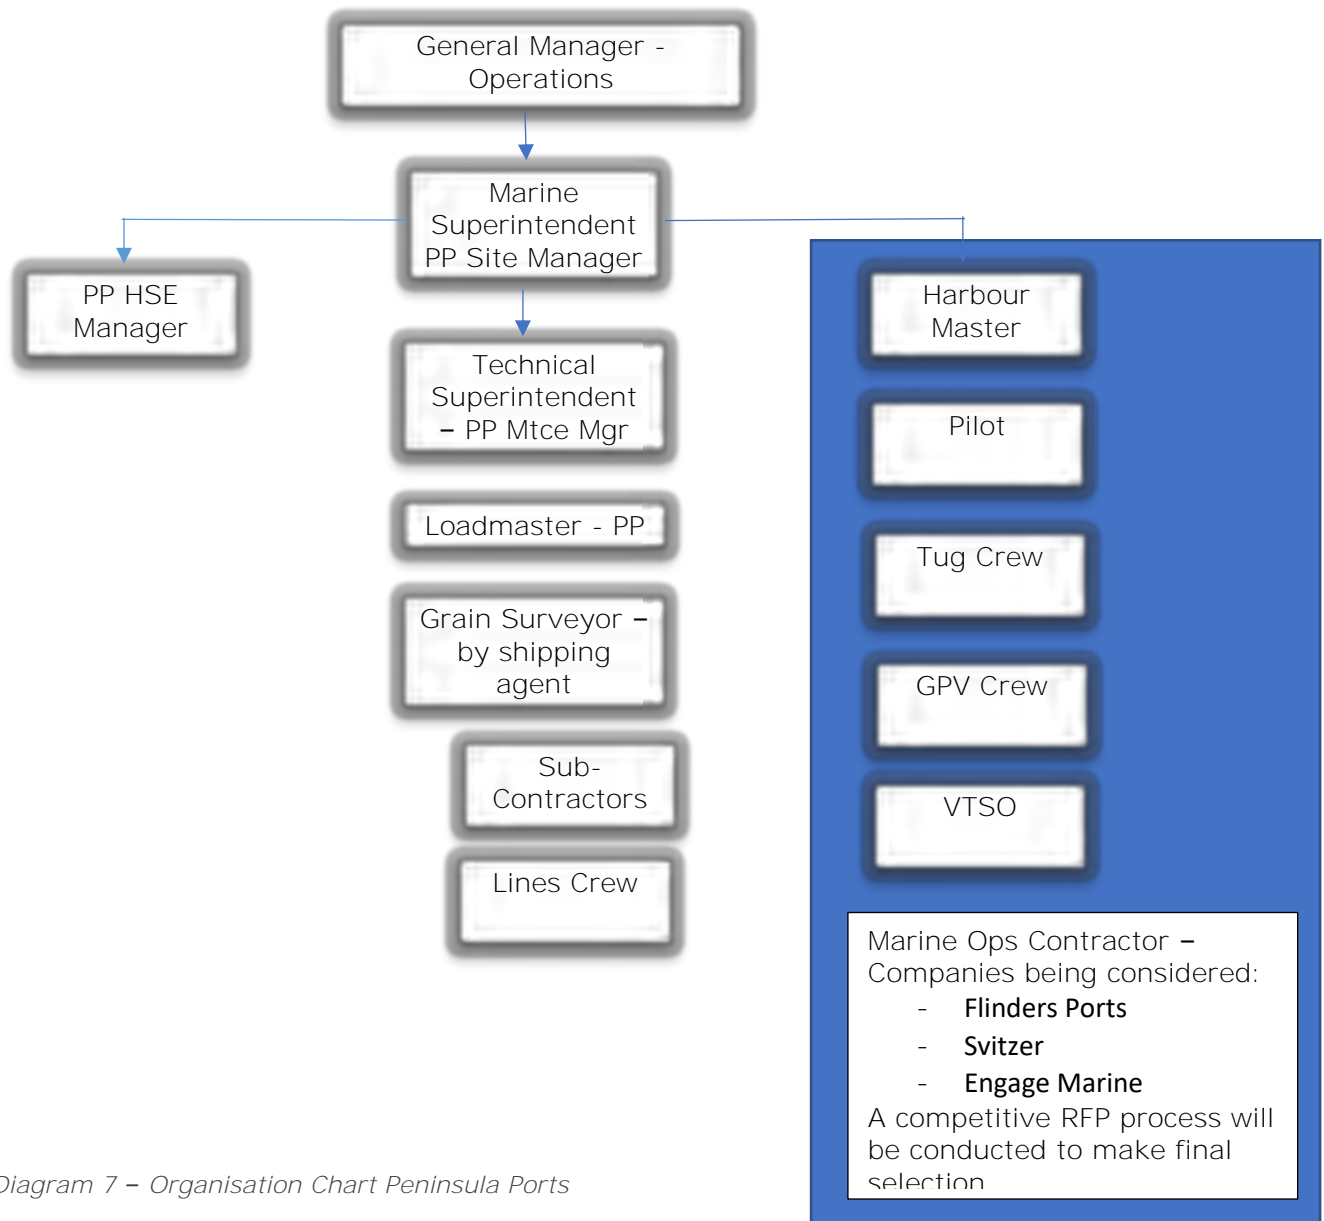 General Manager -
Operations
Marine
Superintendent
PP Site Manager
PP HSE
Manager
Harbour
Master
Technical
Superintendent
– PP Mtce Mgr
Pilot
Loadmaster - PP
Tug Crew
Grain Surveyor –
by shipping
agent
GPV Crew
Sub-
Contractors
VTSO
Lines Crew
Marine Ops Contractor –
Companies being considered:
- Flinders Ports
- Svitzer
- Engage Marine
A competitive RFP process will
be conducted to make final
selection
Diagram 7 – Organisation Chart Peninsula Ports